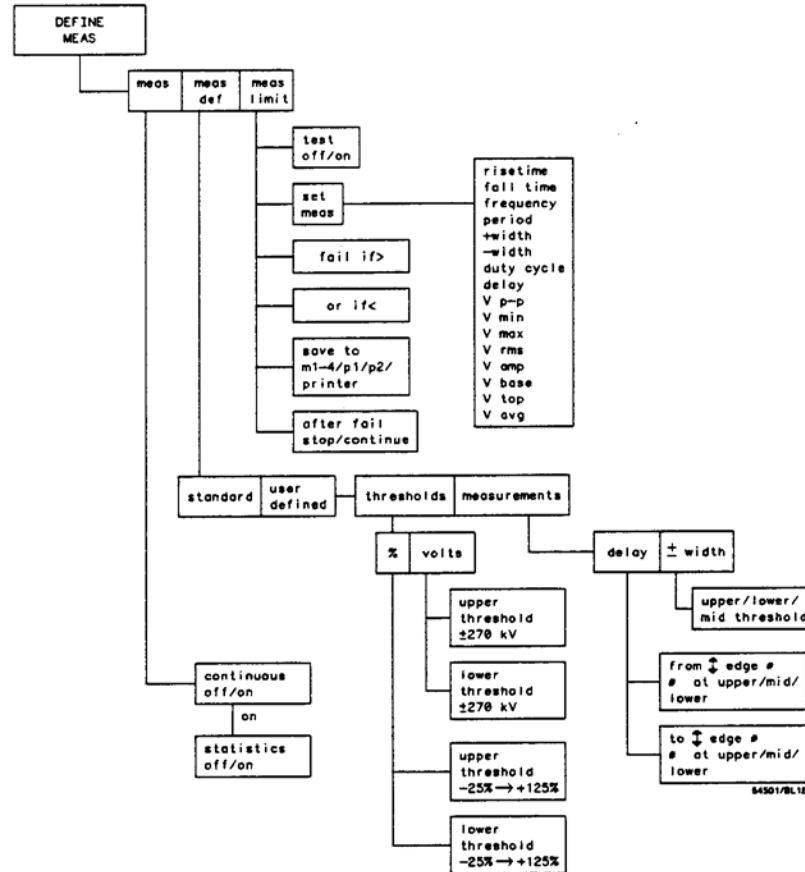 DEFINE
MEAS
meas
meas
def
meas
limit
test
off/on
set
meas
risetime
fall time
frequency
period
+width
−width
duty cycle
delay
V p-p
V min
V max
V rms
V amp
V base
V top
V avg
fail if>
or if<
save to
m1-4/p1/p2/
printer
after fail
stop/continue
standard
user
defined
thresholds
measurements
%
volts
delay
± width
upper
threshold
±270 kV
lower
threshold
±270 kV
upper
threshold
-25%→+125%
lower
threshold
-25%→+125%
upper/lower/
mid threshold
from ↕ edge #
# at upper/mid/
lower
to ↕ edge #
# at upper/mid/
lower
continuous
off/on
on
statistics
off/on